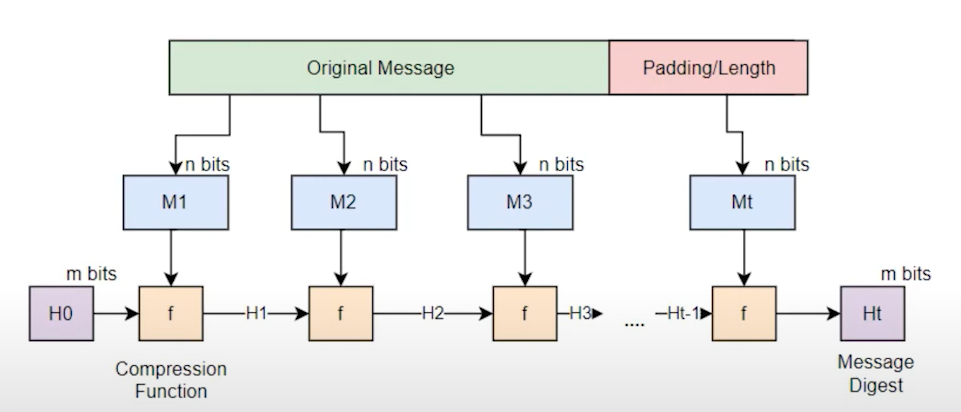 Original Message
Padding/Length
n bits
n bits
n bits
n bits
M1
M2
M3
Mt
m bits
m bits
H0
f
H1
f
H2
f
H3
....
Ht-1
f
Ht
Compression
Function
Message
Digest